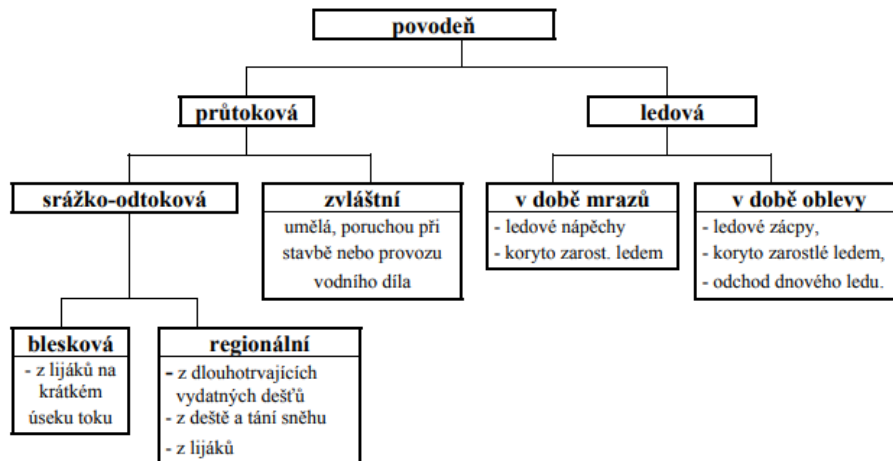 povodeň
průtoková
ledová
srážko-odtoková
zvláštní
umělá, poruchou při
stavbě nebo provozu
vodního díla
v době mrazů
- ledové nápěchy
- koryto zarost. ledem
v době oblevy
- ledové zácpy,
- koryto zarostlé ledem,
- odchod dnového ledu.
blesková
- z lijáků na
krátkém
úseku toku
regionální
- z dlouhotrvajících
vydatných dešťů
- z deště a tání sněhu
- z lijáků